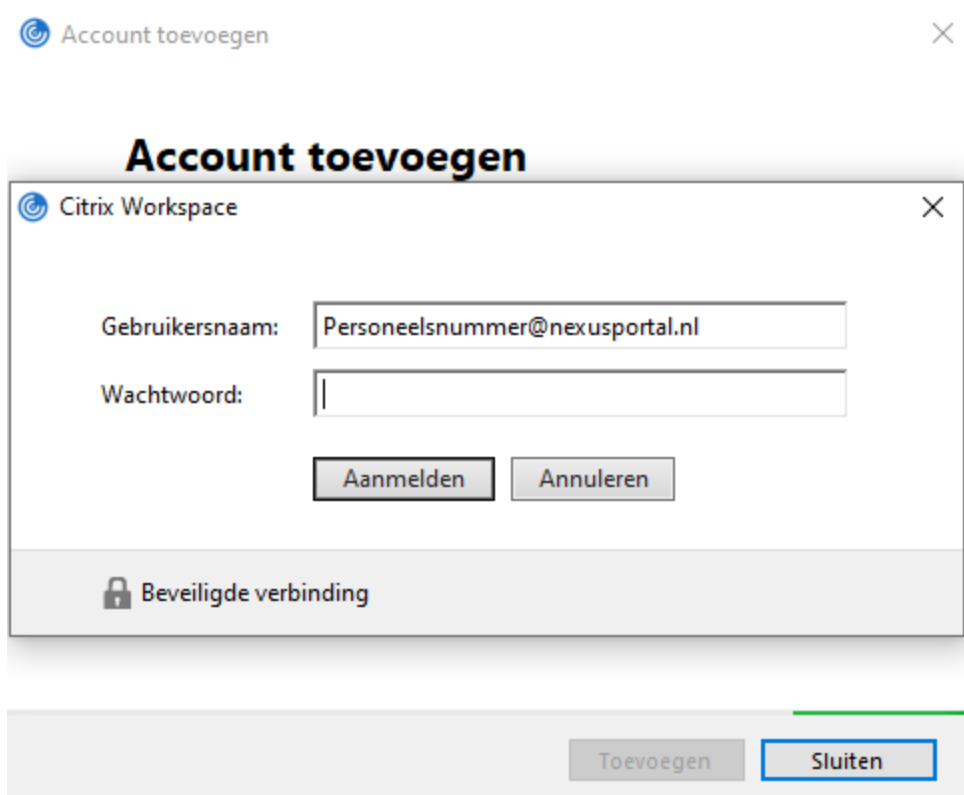 Account toevoegen
Account toevoegen
Citrix Workspace
Gebruikersnaam: Personeelsnummer@nexusportal.nl
Wachtwoord:
Aanmelden Annuleren
Beveiligde verbinding
Toevoegen Sluiten